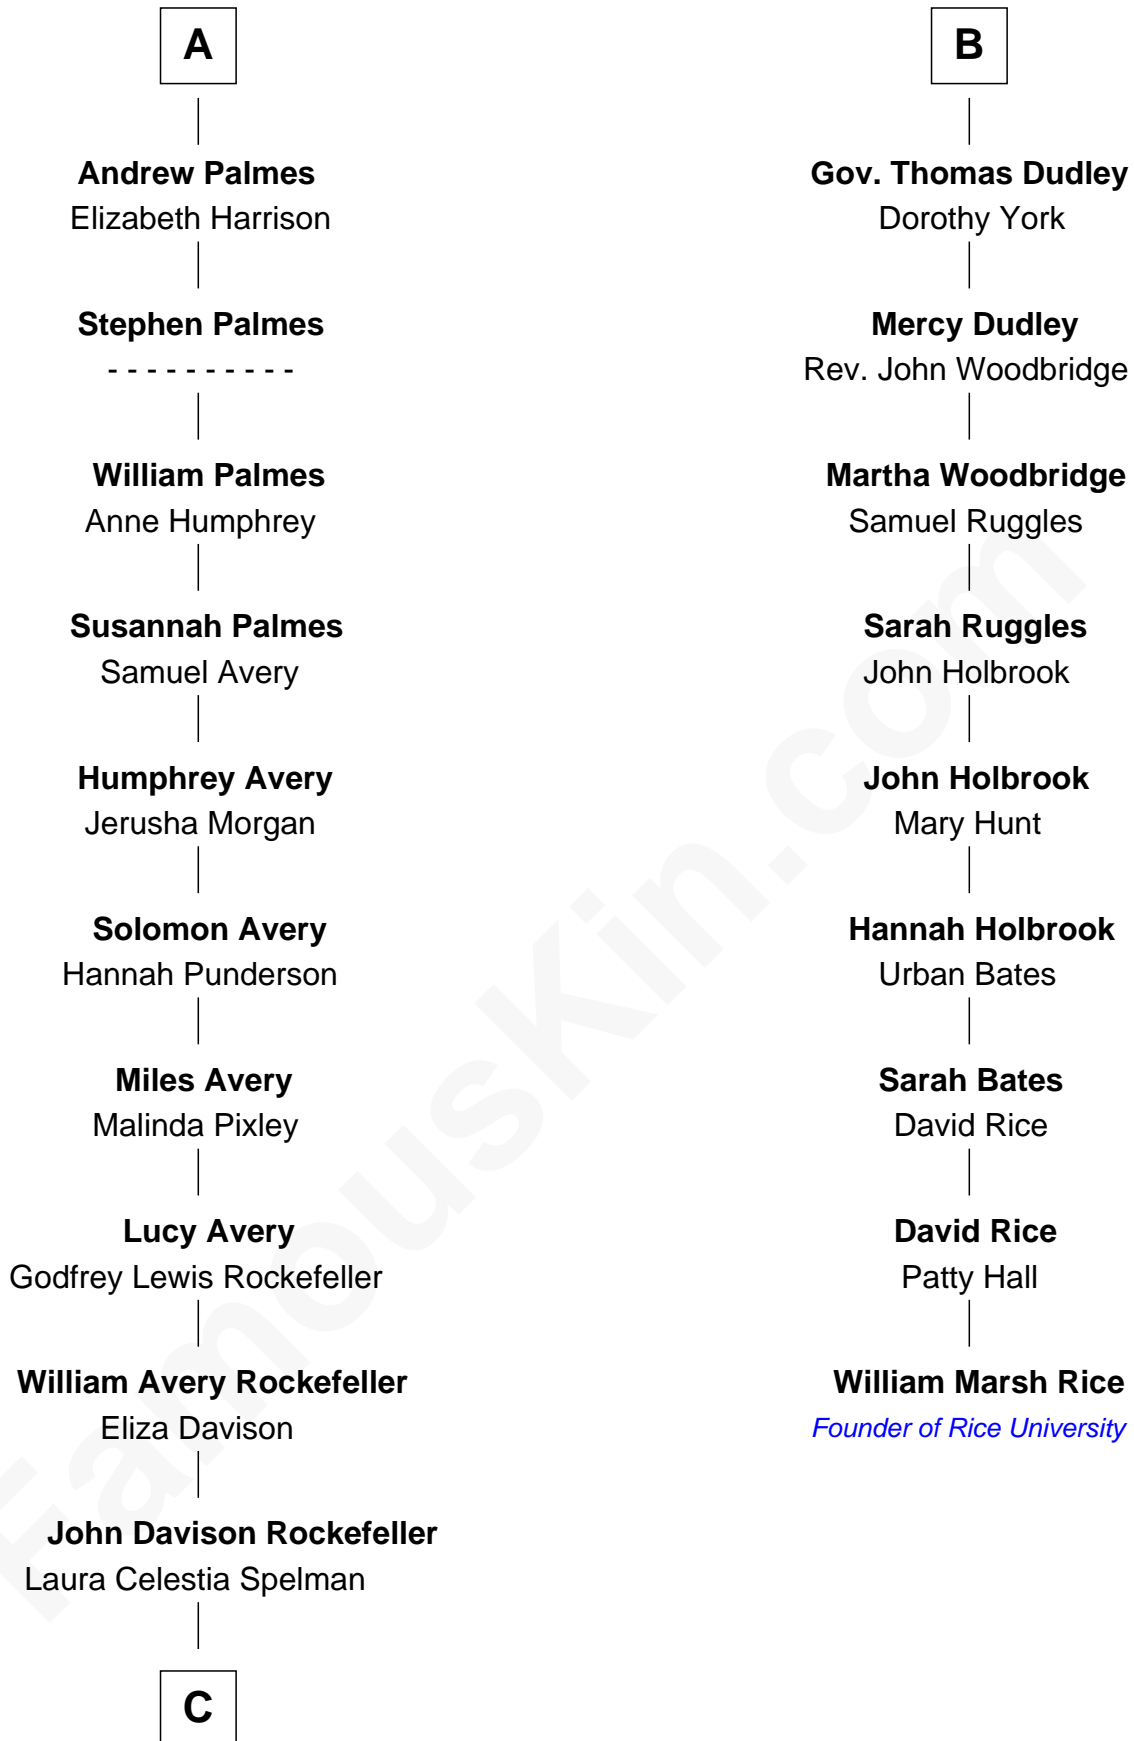 A
Andrew Palmes
Elizabeth Harrison
Stephen Palmes
- - - - - - - - - -
William Palmes
Anne Humphrey
Susannah Palmes
Samuel Avery
Humphrey Avery
Jerusha Morgan
Solomon Avery
Hannah Punderson
Miles Avery
Malinda Pixley
Lucy Avery
Godfrey Lewis Rockefeller
William Avery Rockefeller
Eliza Davison
John Davison Rockefeller
Laura Celestia Spelman
C
B
Gov. Thomas Dudley
Dorothy York
Mercy Dudley
Rev. John Woodbridge
Martha Woodbridge
Samuel Ruggles
Sarah Ruggles
John Holbrook
John Holbrook
Mary Hunt
Hannah Holbrook
Urban Bates
Sarah Bates
David Rice
David Rice
Patty Hall
William Marsh Rice
Founder of Rice University
FamousKin.com